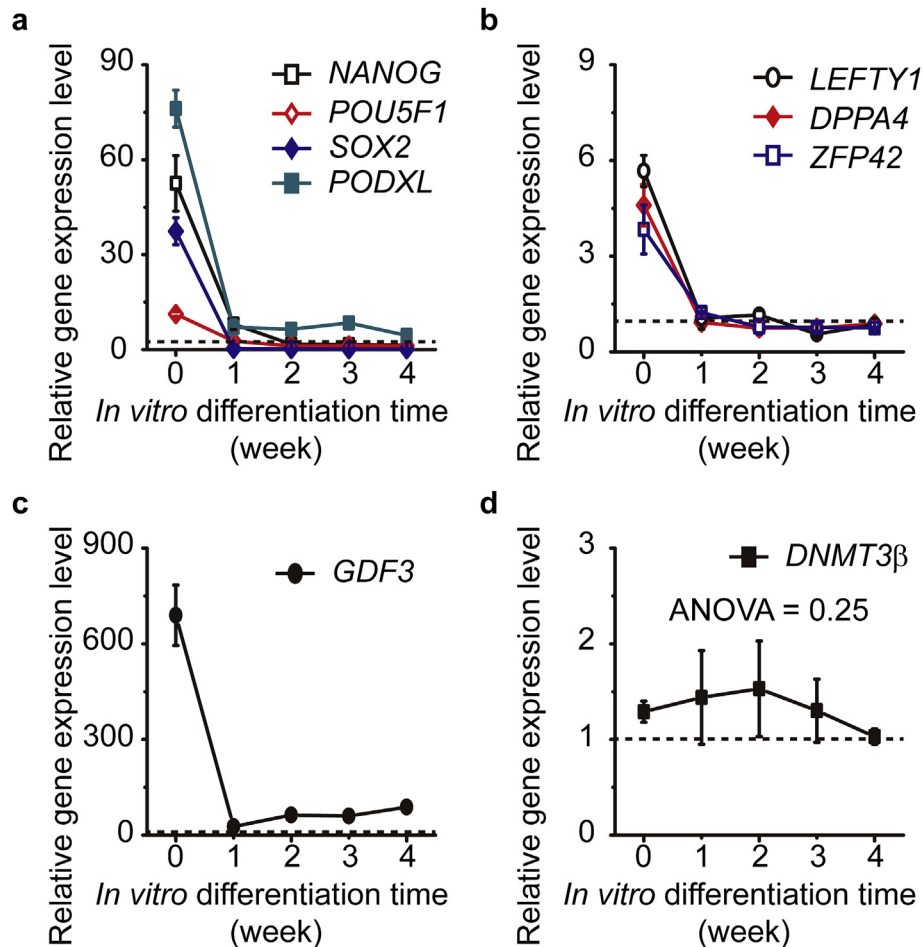 a
Relative gene expression level
90
60
30
0
NANOG
POU5F1
SOX2
PODXL
0 1 2 3 4
In vitro differentiation time
(week)
b
Relative gene expression level
9
6
3
0
LEFTY1
DPPA4
ZFP42
0 1 2 3 4
In vitro differentiation time
(week)
c
Relative gene expression level
900
600
300
0
GDF3
0 1 2 3 4
In vitro differentiation time
(week)
d
Relative gene expression level
3
2
1
0
DNMT3β
ANOVA = 0.25
0 1 2 3 4
In vitro differentiation time
(week)